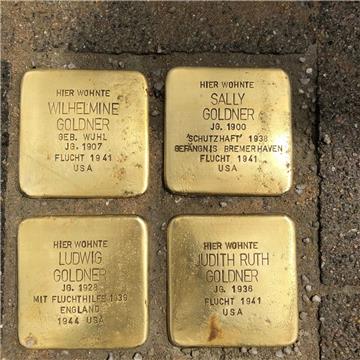 HIER WOHNTE
WILHELMINE
GOLDNER
GEB. WUHL
JG. 1907
FLUCHT 1941
USA
HIER WOHNTE
SALLY
GOLDNER
JG. 1900
'SCHUTZHAFT' 1938
GEFÄNGNIS BREMERHAVEN
FLUCHT 1941
USA
HIER WOHNTE
LUDWIG
GOLDNER
JG. 1928
MIT FLUCHTHILFE 1939
ENGLAND
1944 USA
HIER WOHNTE
JUDITH RUTH
GOLDNER
JG. 1936
FLUCHT 1941
USA